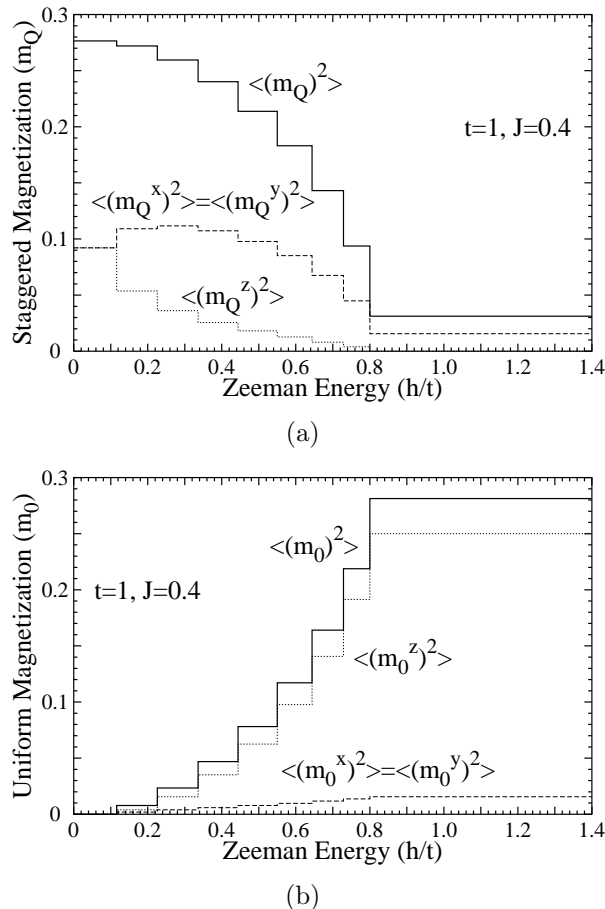 0.3
0.2
0.1
0
Staggered Magnetization (m_Q)
<(m_Q)^2>
t=1, J=0.4
<(m_Q^x)^2>=<(m_Q^y)^2>
<(m_Q^z)^2>
0 0.2 0.4 0.6 0.8 1.0 1.2 1.4
Zeeman Energy (h/t)
(a)
0.3
0.2
0.1
0
Uniform Magnetization (m_0)
<(m_0)^2>
t=1, J=0.4
<(m_0^z)^2>
<(m_0^x)^2>=<(m_0^y)^2>
0 0.2 0.4 0.6 0.8 1.0 1.2 1.4
Zeeman Energy (h/t)
(b)